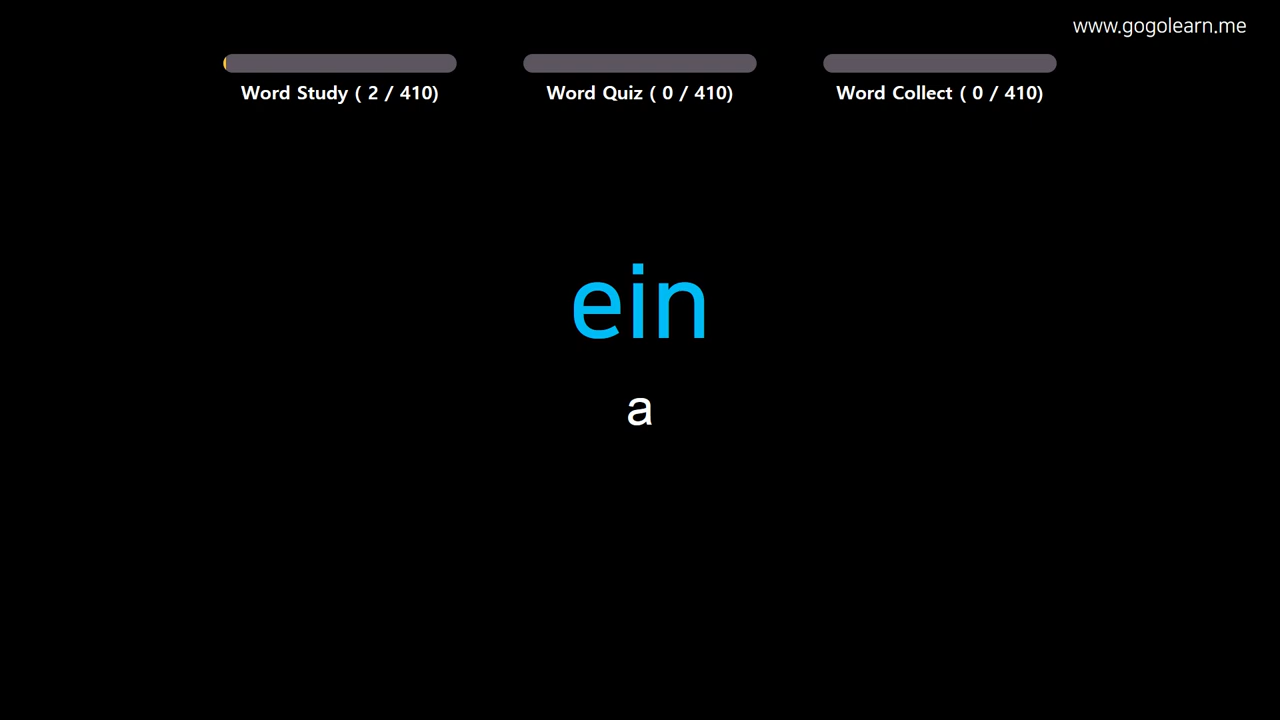 www.gogolearn.me
Word Study ( 2 / 410)
Word Quiz ( 0 / 410)
Word Collect ( 0 / 410)
ein
a